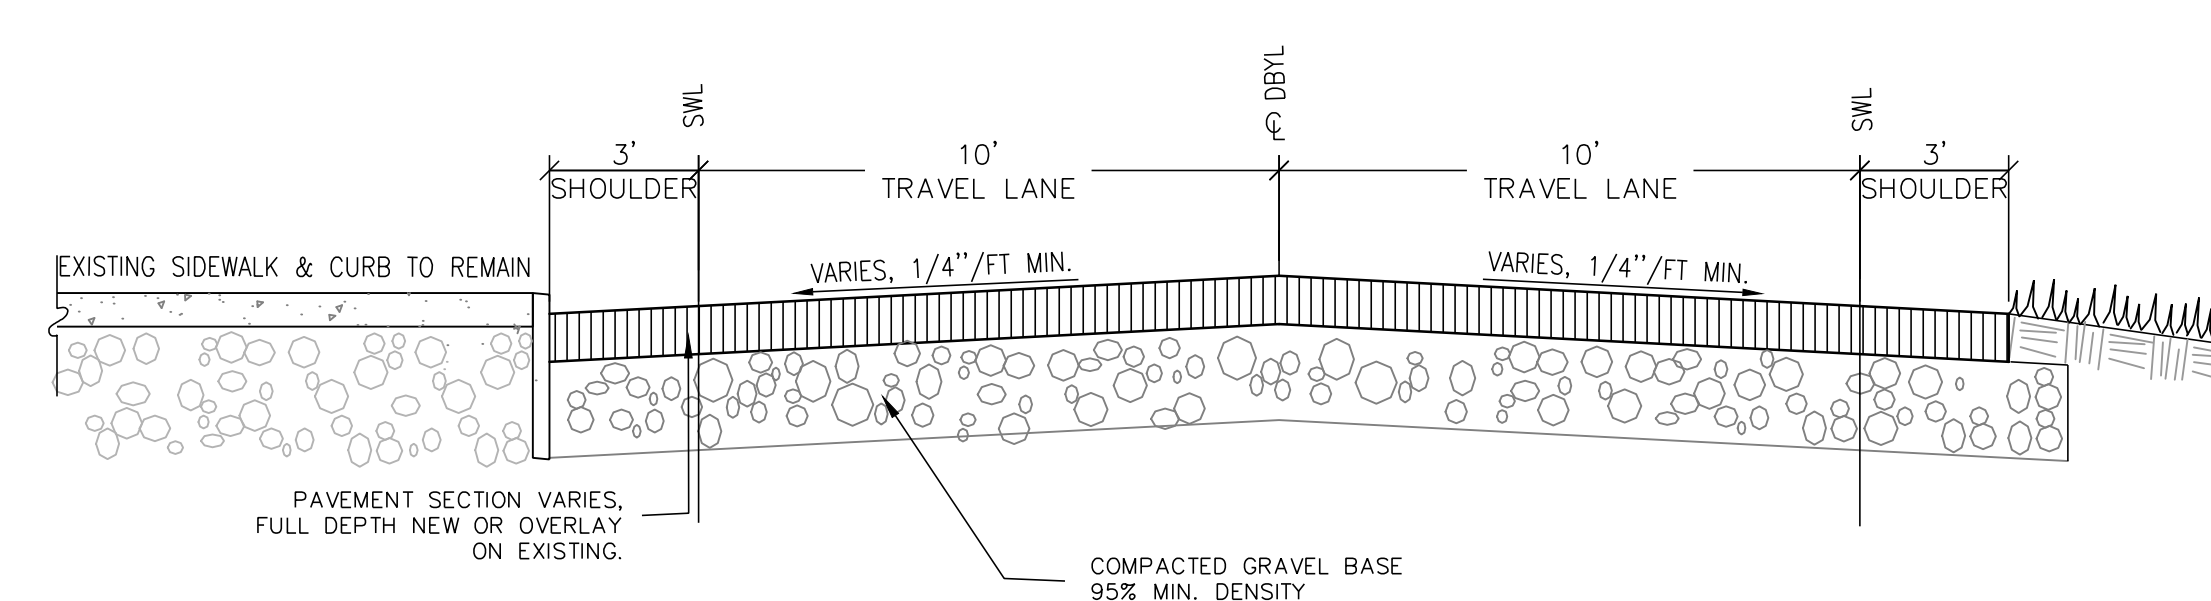 ℄ DBYL
SWL
SWL
3'
10'
10'
3'
SHOULDER
TRAVEL LANE
TRAVEL LANE
SHOULDER
EXISTING SIDEWALK & CURB TO REMAIN
VARIES, 1/4''/FT MIN.
VARIES, 1/4''/FT MIN.
PAVEMENT SECTION VARIES,
FULL DEPTH NEW OR OVERLAY
ON EXISTING.
COMPACTED GRAVEL BASE
95% MIN. DENSITY